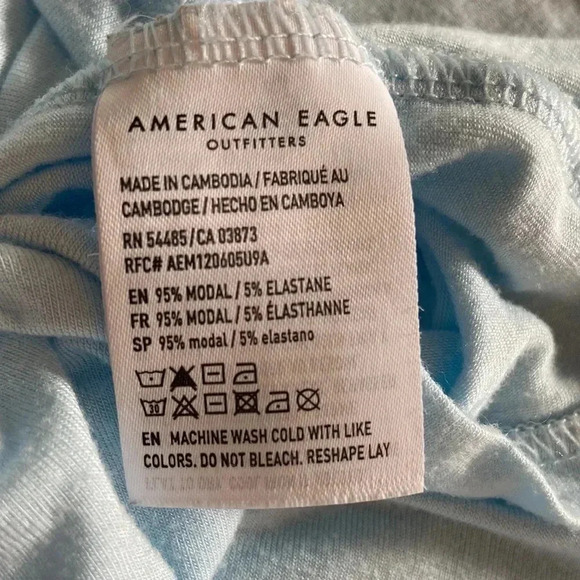 AMERICAN EAGLE
OUTFITTERS
MADE IN CAMBODIA / FABRIQUÉ AU
CAMBODGE / HECHO EN CAMBOYA
RN 54485 / CA 03873
RFC# AEM120605U9A
EN 95% MODAL / 5% ELASTANE
FR 95% MODAL / 5% ÉLASTHANNE
SP 95% modal / 5% elastano
30
EN MACHINE WASH COLD WITH LIKE
COLORS. DO NOT BLEACH. RESHAPE LAY